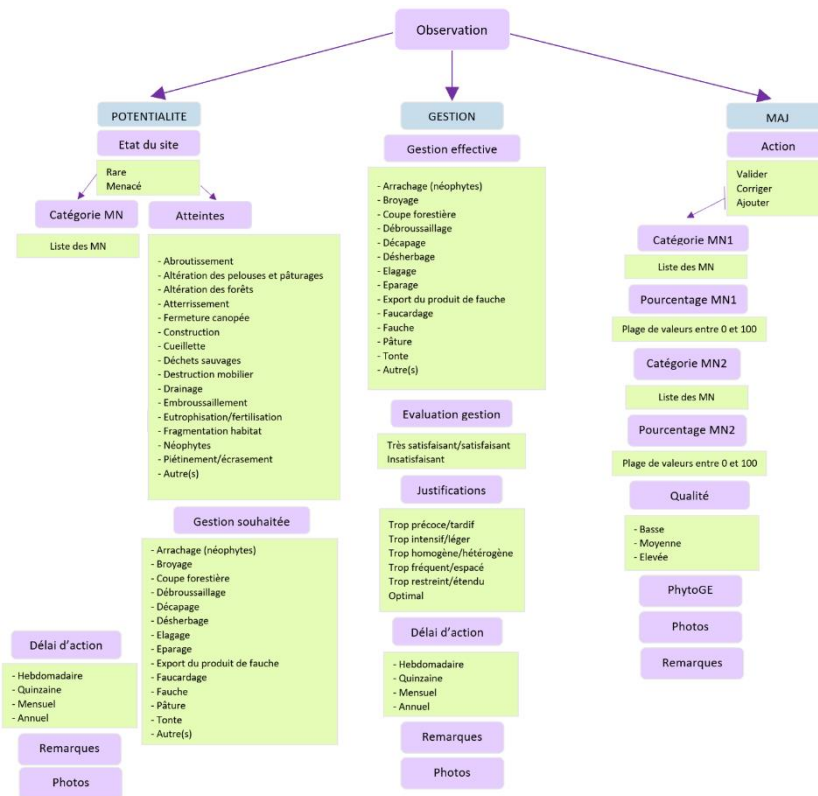 Observation
POTENTIALITE
Etat du site
Rare
Menacé
Catégorie MN
Liste des MN
Atteintes
- Abroutissement
- Altération des pelouses et pâturages
- Altération des forêts
- Atterrissement
- Fermeture canopée
- Construction
- Cueillette
- Déchets sauvages
- Destruction mobilier
- Drainage
- Embroussaillement
- Eutrophisation/fertilisation
- Fragmentation habitat
- Néophytes
- Piétinement/écrasement
- Autre(s)
Gestion souhaitée
- Arrachage (néophytes)
- Broyage
- Coupe forestière
- Débroussaillage
- Décapage
- Désherbage
- Elagage
- Eparage
- Export du produit de fauche
- Faucardage
- Fauche
- Pâture
- Tonte
- Autre(s)
Délai d'action
- Hebdomadaire
- Quinzaine
- Mensuel
- Annuel
Remarques
Photos
GESTION
Gestion effective
- Arrachage (néophytes)
- Broyage
- Coupe forestière
- Débroussaillage
- Décapage
- Désherbage
- Elagage
- Eparage
- Export du produit de fauche
- Faucardage
- Fauche
- Pâture
- Tonte
- Autre(s)
Evaluation gestion
Très satisfaisant/satisfaisant
Insatisfaisant
Justifications
Trop précoce/tardif
Trop intensif/léger
Trop homogène/hétérogène
Trop fréquent/espacé
Trop restreint/étendu
Optimal
Délai d'action
- Hebdomadaire
- Quinzaine
- Mensuel
- Annuel
Remarques
Photos
MAJ
Action
Valider
Corriger
Ajouter
Catégorie MN1
Liste des MN
Pourcentage MN1
Plage de valeurs entre 0 et 100
Catégorie MN2
Liste des MN
Pourcentage MN2
Plage de valeurs entre 0 et 100
Qualité
- Basse
- Moyenne
- Elevée
PhytoGE
Photos
Remarques